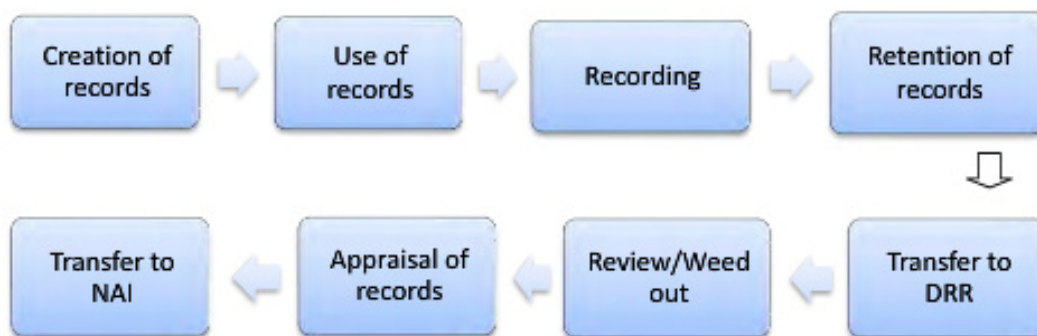 Creation of
records
Use of
records
Recording
Retention of
records
Transfer to
DRR
Review/Weed
out
Appraisal of
records
Transfer to
NAI